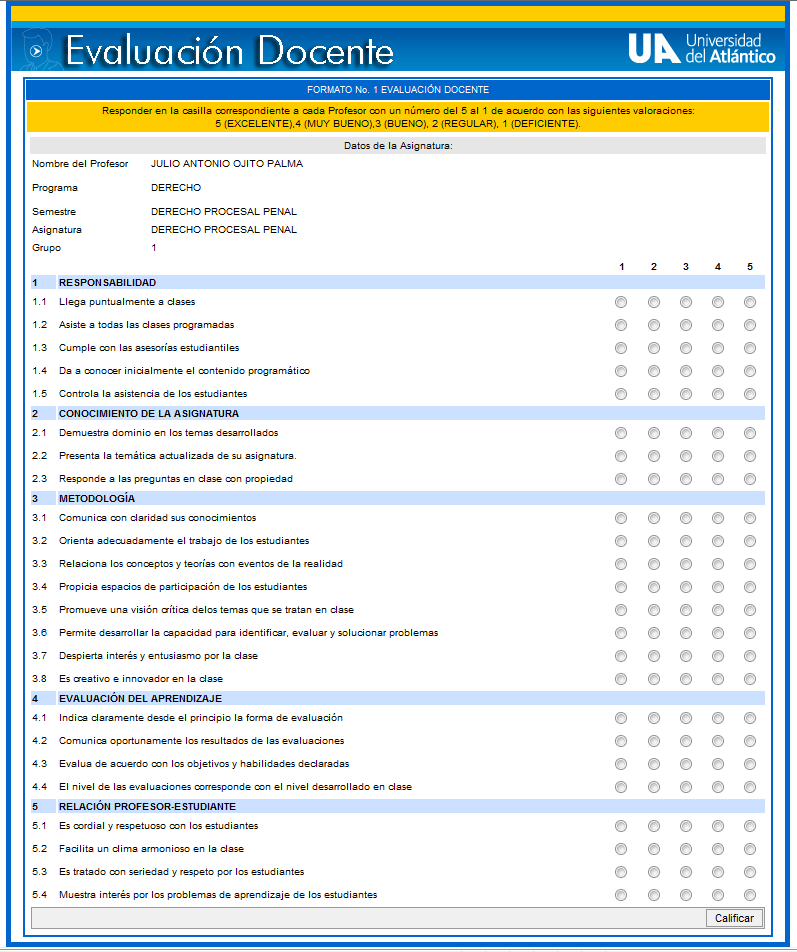 Evaluación Docente
UA Universidad
del Atlántico
FORMATO No. 1 EVALUACIÓN DOCENTE
Responder en la casilla correspondiente a cada Profesor con un número del 5 al 1 de acuerdo con las siguientes valoraciones:
5 (EXCELENTE),4 (MUY BUENO),3 (BUENO), 2 (REGULAR), 1 (DEFICIENTE).
Datos de la Asignatura:
Nombre del Profesor JULIO ANTONIO OJITO PALMA
Programa DERECHO
Semestre DERECHO PROCESAL PENAL
Asignatura DERECHO PROCESAL PENAL
Grupo 1
1 2 3 4 5
1 RESPONSABILIDAD
1.1 Llega puntualmente a clases
1.2 Asiste a todas las clases programadas
1.3 Cumple con las asesorías estudiantiles
1.4 Da a conocer inicialmente el contenido programático
1.5 Controla la asistencia de los estudiantes
2 CONOCIMIENTO DE LA ASIGNATURA
2.1 Demuestra dominio en los temas desarrollados
2.2 Presenta la temática actualizada de su asignatura.
2.3 Responde a las preguntas en clase con propiedad
3 METODOLOGÍA
3.1 Comunica con claridad sus conocimientos
3.2 Orienta adecuadamente el trabajo de los estudiantes
3.3 Relaciona los conceptos y teorías con eventos de la realidad
3.4 Propicia espacios de participación de los estudiantes
3.5 Promueve una visión crítica delos temas que se tratan en clase
3.6 Permite desarrollar la capacidad para identificar, evaluar y solucionar problemas
3.7 Despierta interés y entusiasmo por la clase
3.8 Es creativo e innovador en la clase
4 EVALUACIÓN DEL APRENDIZAJE
4.1 Indica claramente desde el principio la forma de evaluación
4.2 Comunica oportunamente los resultados de las evaluaciones
4.3 Evalua de acuerdo con los objetivos y habilidades declaradas
4.4 El nivel de las evaluaciones corresponde con el nivel desarrollado en clase
5 RELACIÓN PROFESOR-ESTUDIANTE
5.1 Es cordial y respetuoso con los estudiantes
5.2 Facilita un clima armonioso en la clase
5.3 Es tratado con seriedad y respeto por los estudiantes
5.4 Muestra interés por los problemas de aprendizaje de los estudiantes
Calificar